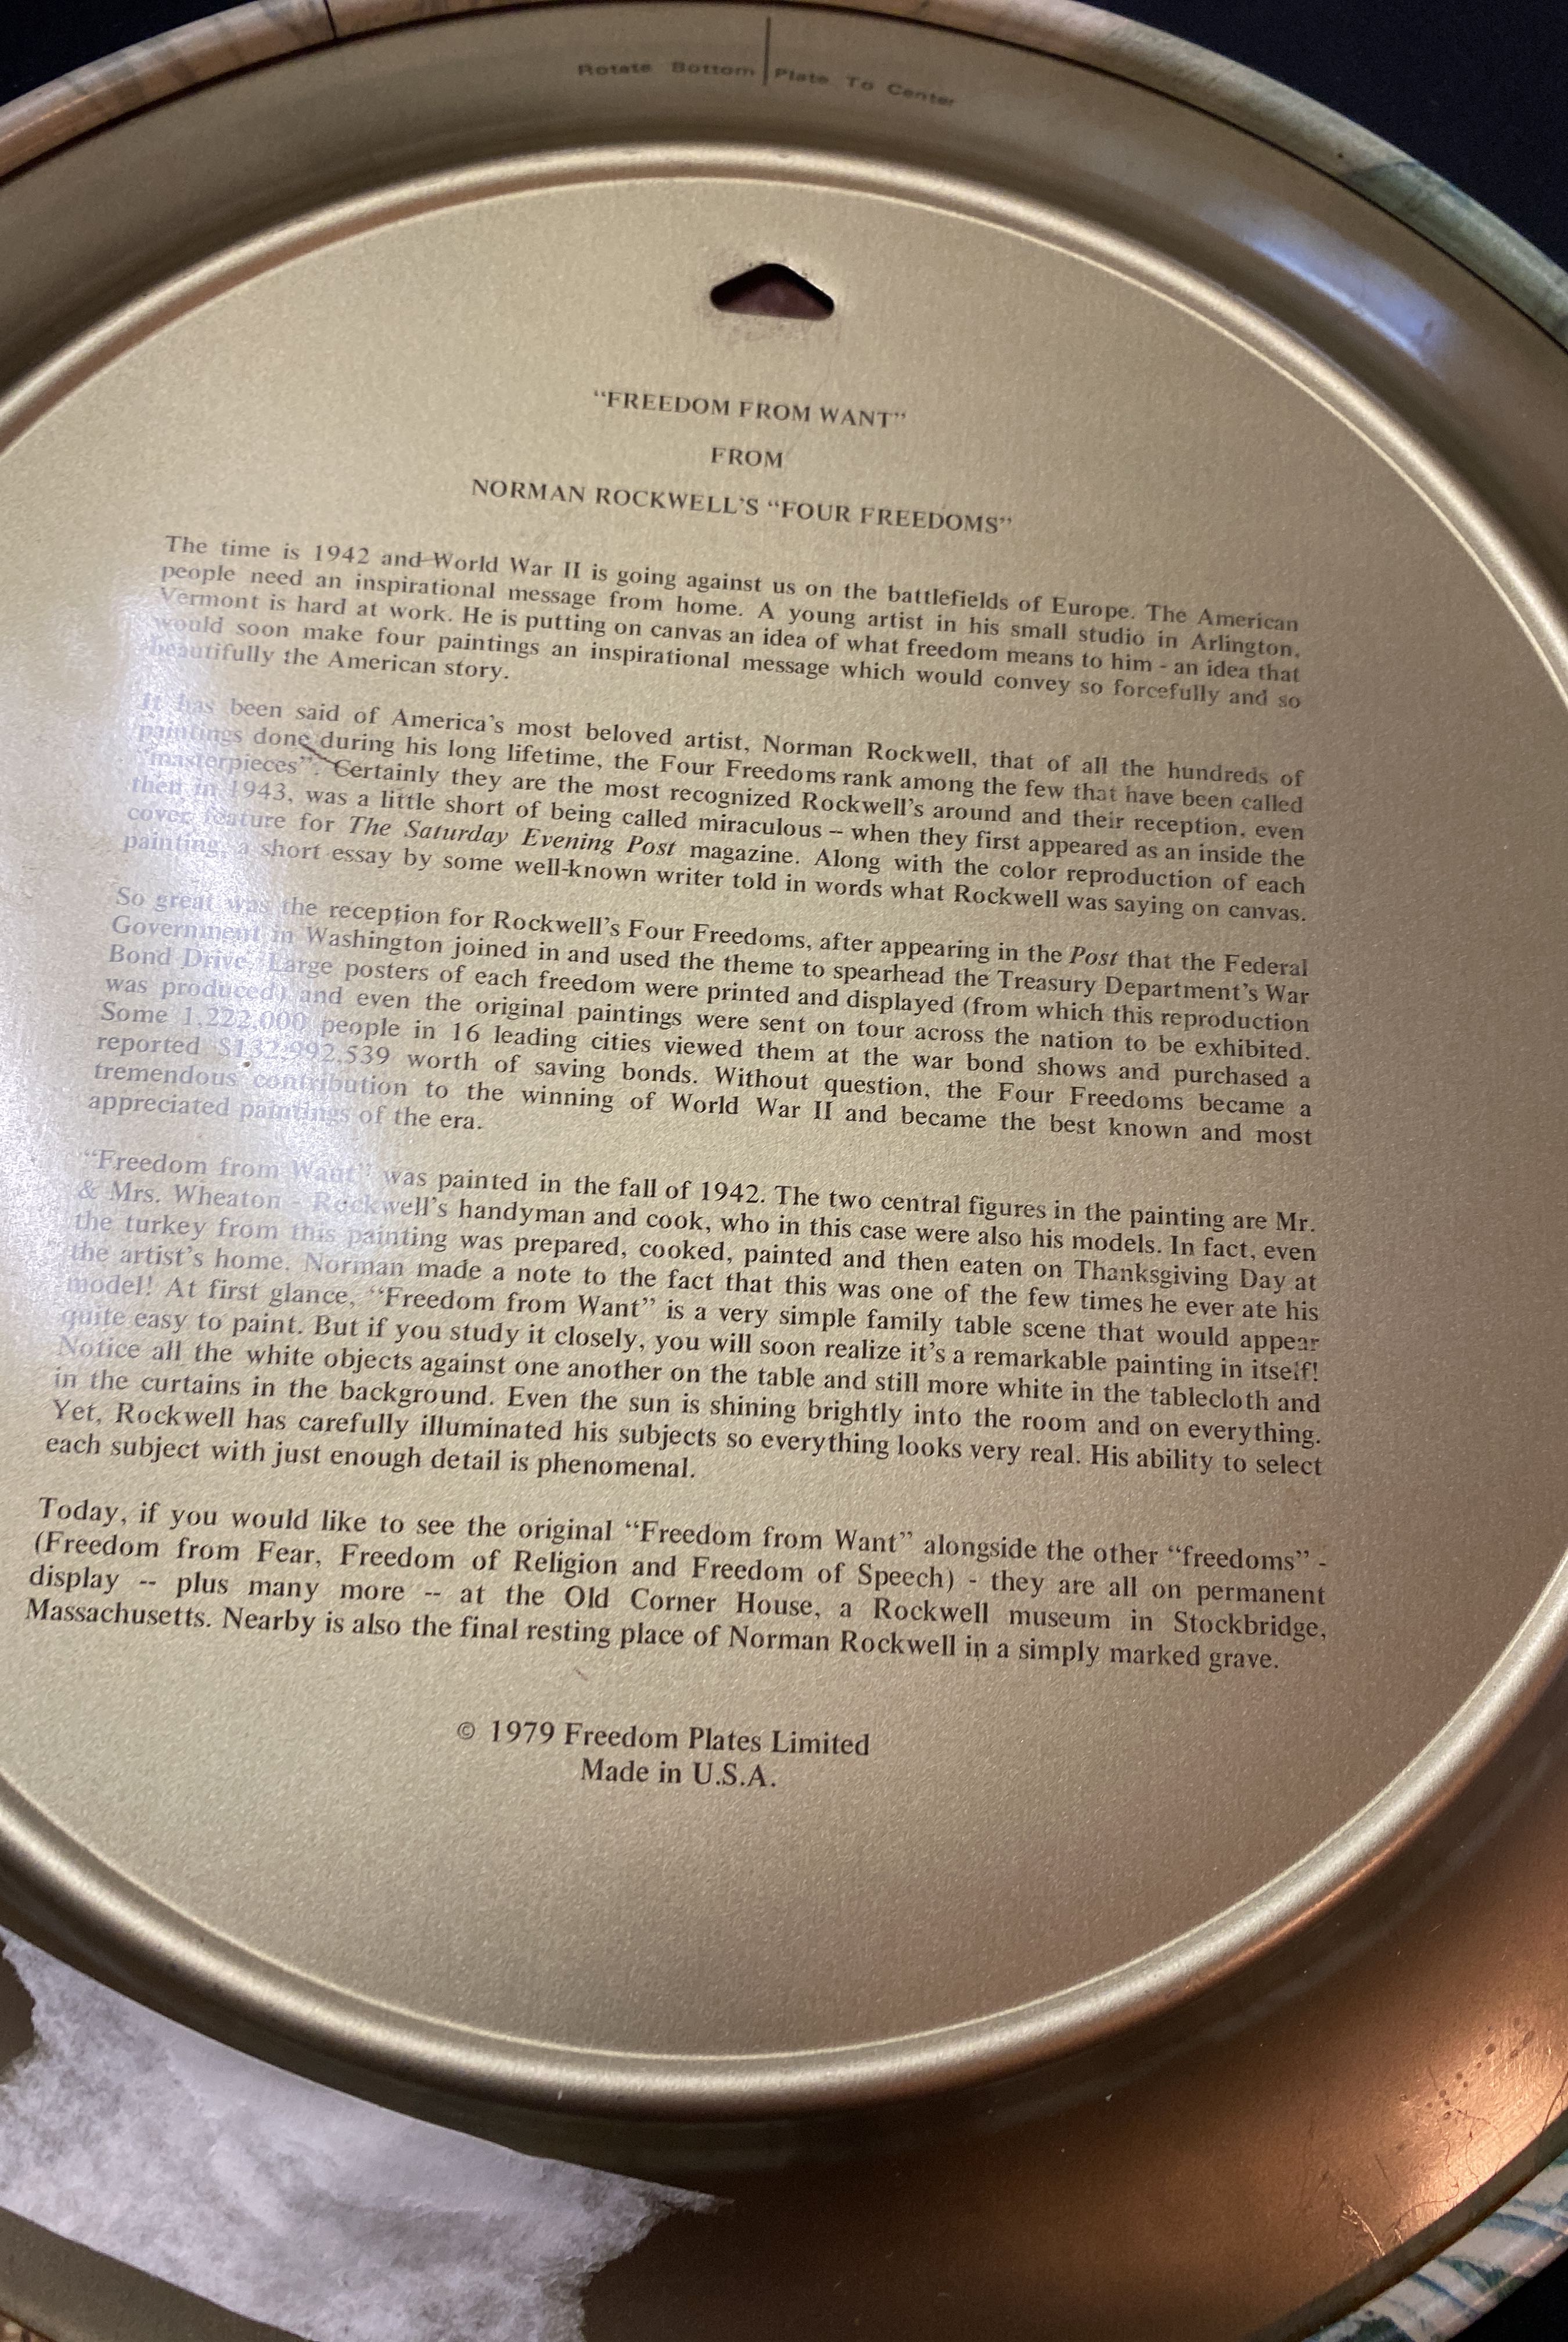 Rotate Bottom Plate To Center
“FREEDOM FROM WANT”
FROM
NORMAN ROCKWELL’S “FOUR FREEDOMS”
The time is 1942 and World War II is going against us on the battlefields of Europe. The American
people need an inspirational message from home. A young artist in his small studio in Arlington,
Vermont is hard at work. He is putting on canvas an idea of what freedom means to him - an idea that
would soon make four paintings an inspirational message which would convey so forcefully and so
beautifully the American story.
It has been said of America’s most beloved artist, Norman Rockwell, that of all the hundreds of
paintings done during his long lifetime, the Four Freedoms rank among the few that have been called
“masterpieces”. Certainly they are the most recognized Rockwell’s around and their reception, even
then in 1943, was a little short of being called miraculous -- when they first appeared as an inside the
cover feature for The Saturday Evening Post magazine. Along with the color reproduction of each
painting, a short essay by some well-known writer told in words what Rockwell was saying on canvas.
So great was the reception for Rockwell’s Four Freedoms, after appearing in the Post that the Federal
Government in Washington joined in and used the theme to spearhead the Treasury Department’s War
Bond Drive. Large posters of each freedom were printed and displayed (from which this reproduction
was produced) and even the original paintings were sent on tour across the nation to be exhibited.
Some 1,222,000 people in 16 leading cities viewed them at the war bond shows and purchased a
reported $132,992,539 worth of saving bonds. Without question, the Four Freedoms became a
tremendous contribution to the winning of World War II and became the best known and most
appreciated paintings of the era.
“Freedom from Want” was painted in the fall of 1942. The two central figures in the painting are Mr.
& Mrs. Wheaton - Rockwell’s handyman and cook, who in this case were also his models. In fact, even
the turkey from this painting was prepared, cooked, painted and then eaten on Thanksgiving Day at
the artist’s home. Norman made a note to the fact that this was one of the few times he ever ate his
model! At first glance, “Freedom from Want” is a very simple family table scene that would appear
quite easy to paint. But if you study it closely, you will soon realize it’s a remarkable painting in itself!
Notice all the white objects against one another on the table and still more white in the tablecloth and
in the curtains in the background. Even the sun is shining brightly into the room and on everything.
Yet, Rockwell has carefully illuminated his subjects so everything looks very real. His ability to select
each subject with just enough detail is phenomenal.
Today, if you would like to see the original “Freedom from Want” alongside the other “freedoms” -
(Freedom from Fear, Freedom of Religion and Freedom of Speech) - they are all on permanent
display -- plus many more -- at the Old Corner House, a Rockwell museum in Stockbridge,
Massachusetts. Nearby is also the final resting place of Norman Rockwell in a simply marked grave.
© 1979 Freedom Plates Limited
Made in U.S.A.